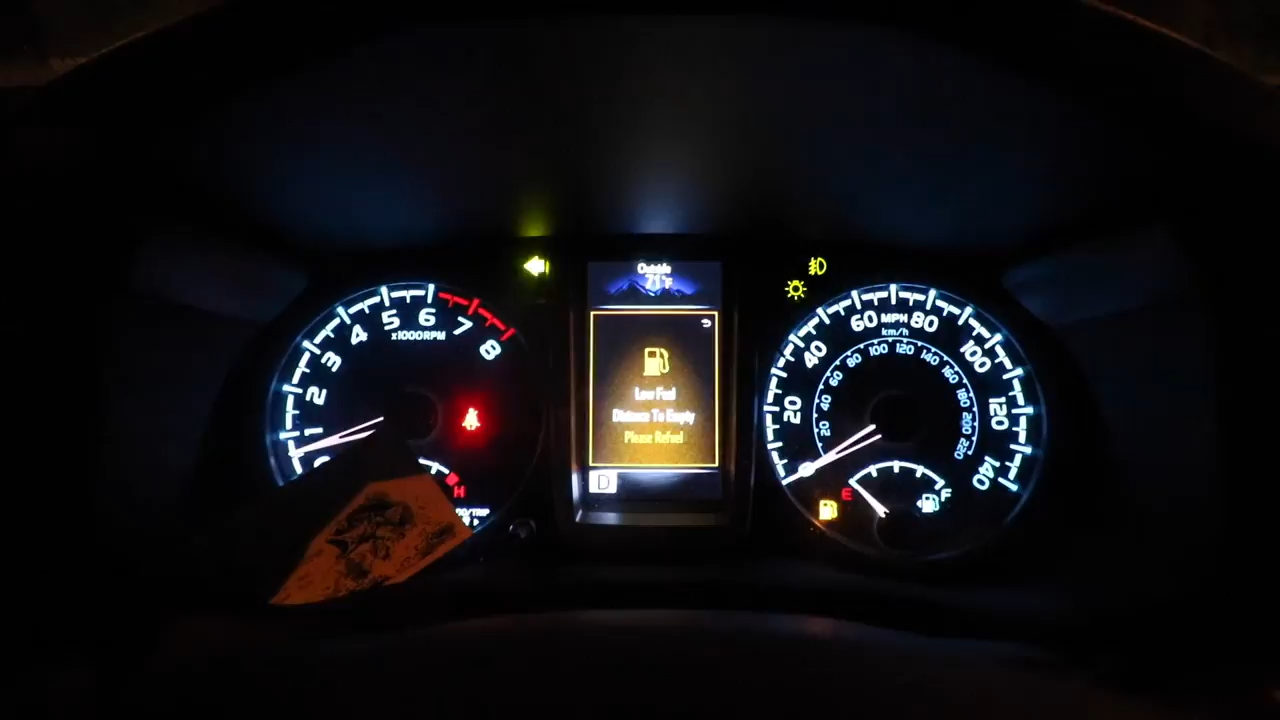 Outside
71°F
Low Fuel
Distance To Empty
Please Refuel
D
1
2
3
4
5
6
7
8
x1000RPM
H
20
40
60
MPH
80
100
120
140
km/h
20
40
60
80
100
120
140
160
180
200
220
E
F